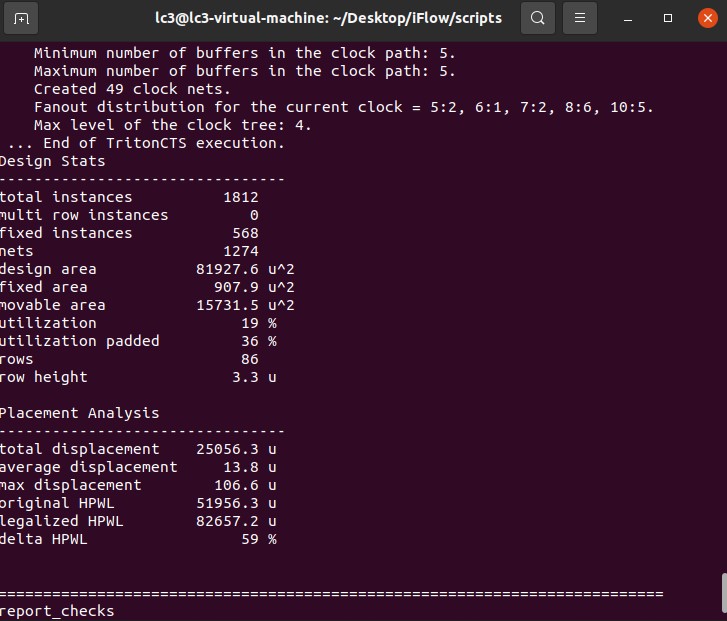 lc3@lc3-virtual-machine: ~/Desktop/iFlow/scripts
Minimum number of buffers in the clock path: 5.
Maximum number of buffers in the clock path: 5.
Created 49 clock nets.
Fanout distribution for the current clock = 5:2, 6:1, 7:2, 8:6, 10:5.
Max level of the clock tree: 4.
... End of TritonCTS execution.
Design Stats
--------------------------------
total instances 1812
multi row instances 0
fixed instances 568
nets 1274
design area 81927.6 u^2
fixed area 907.9 u^2
movable area 15731.5 u^2
utilization 19 %
utilization padded 36 %
rows 86
row height 3.3 u
Placement Analysis
--------------------------------
total displacement 25056.3 u
average displacement 13.8 u
max displacement 106.6 u
original HPWL 51956.3 u
legalized HPWL 82657.2 u
delta HPWL 59 %
==========================================================================
report_checks